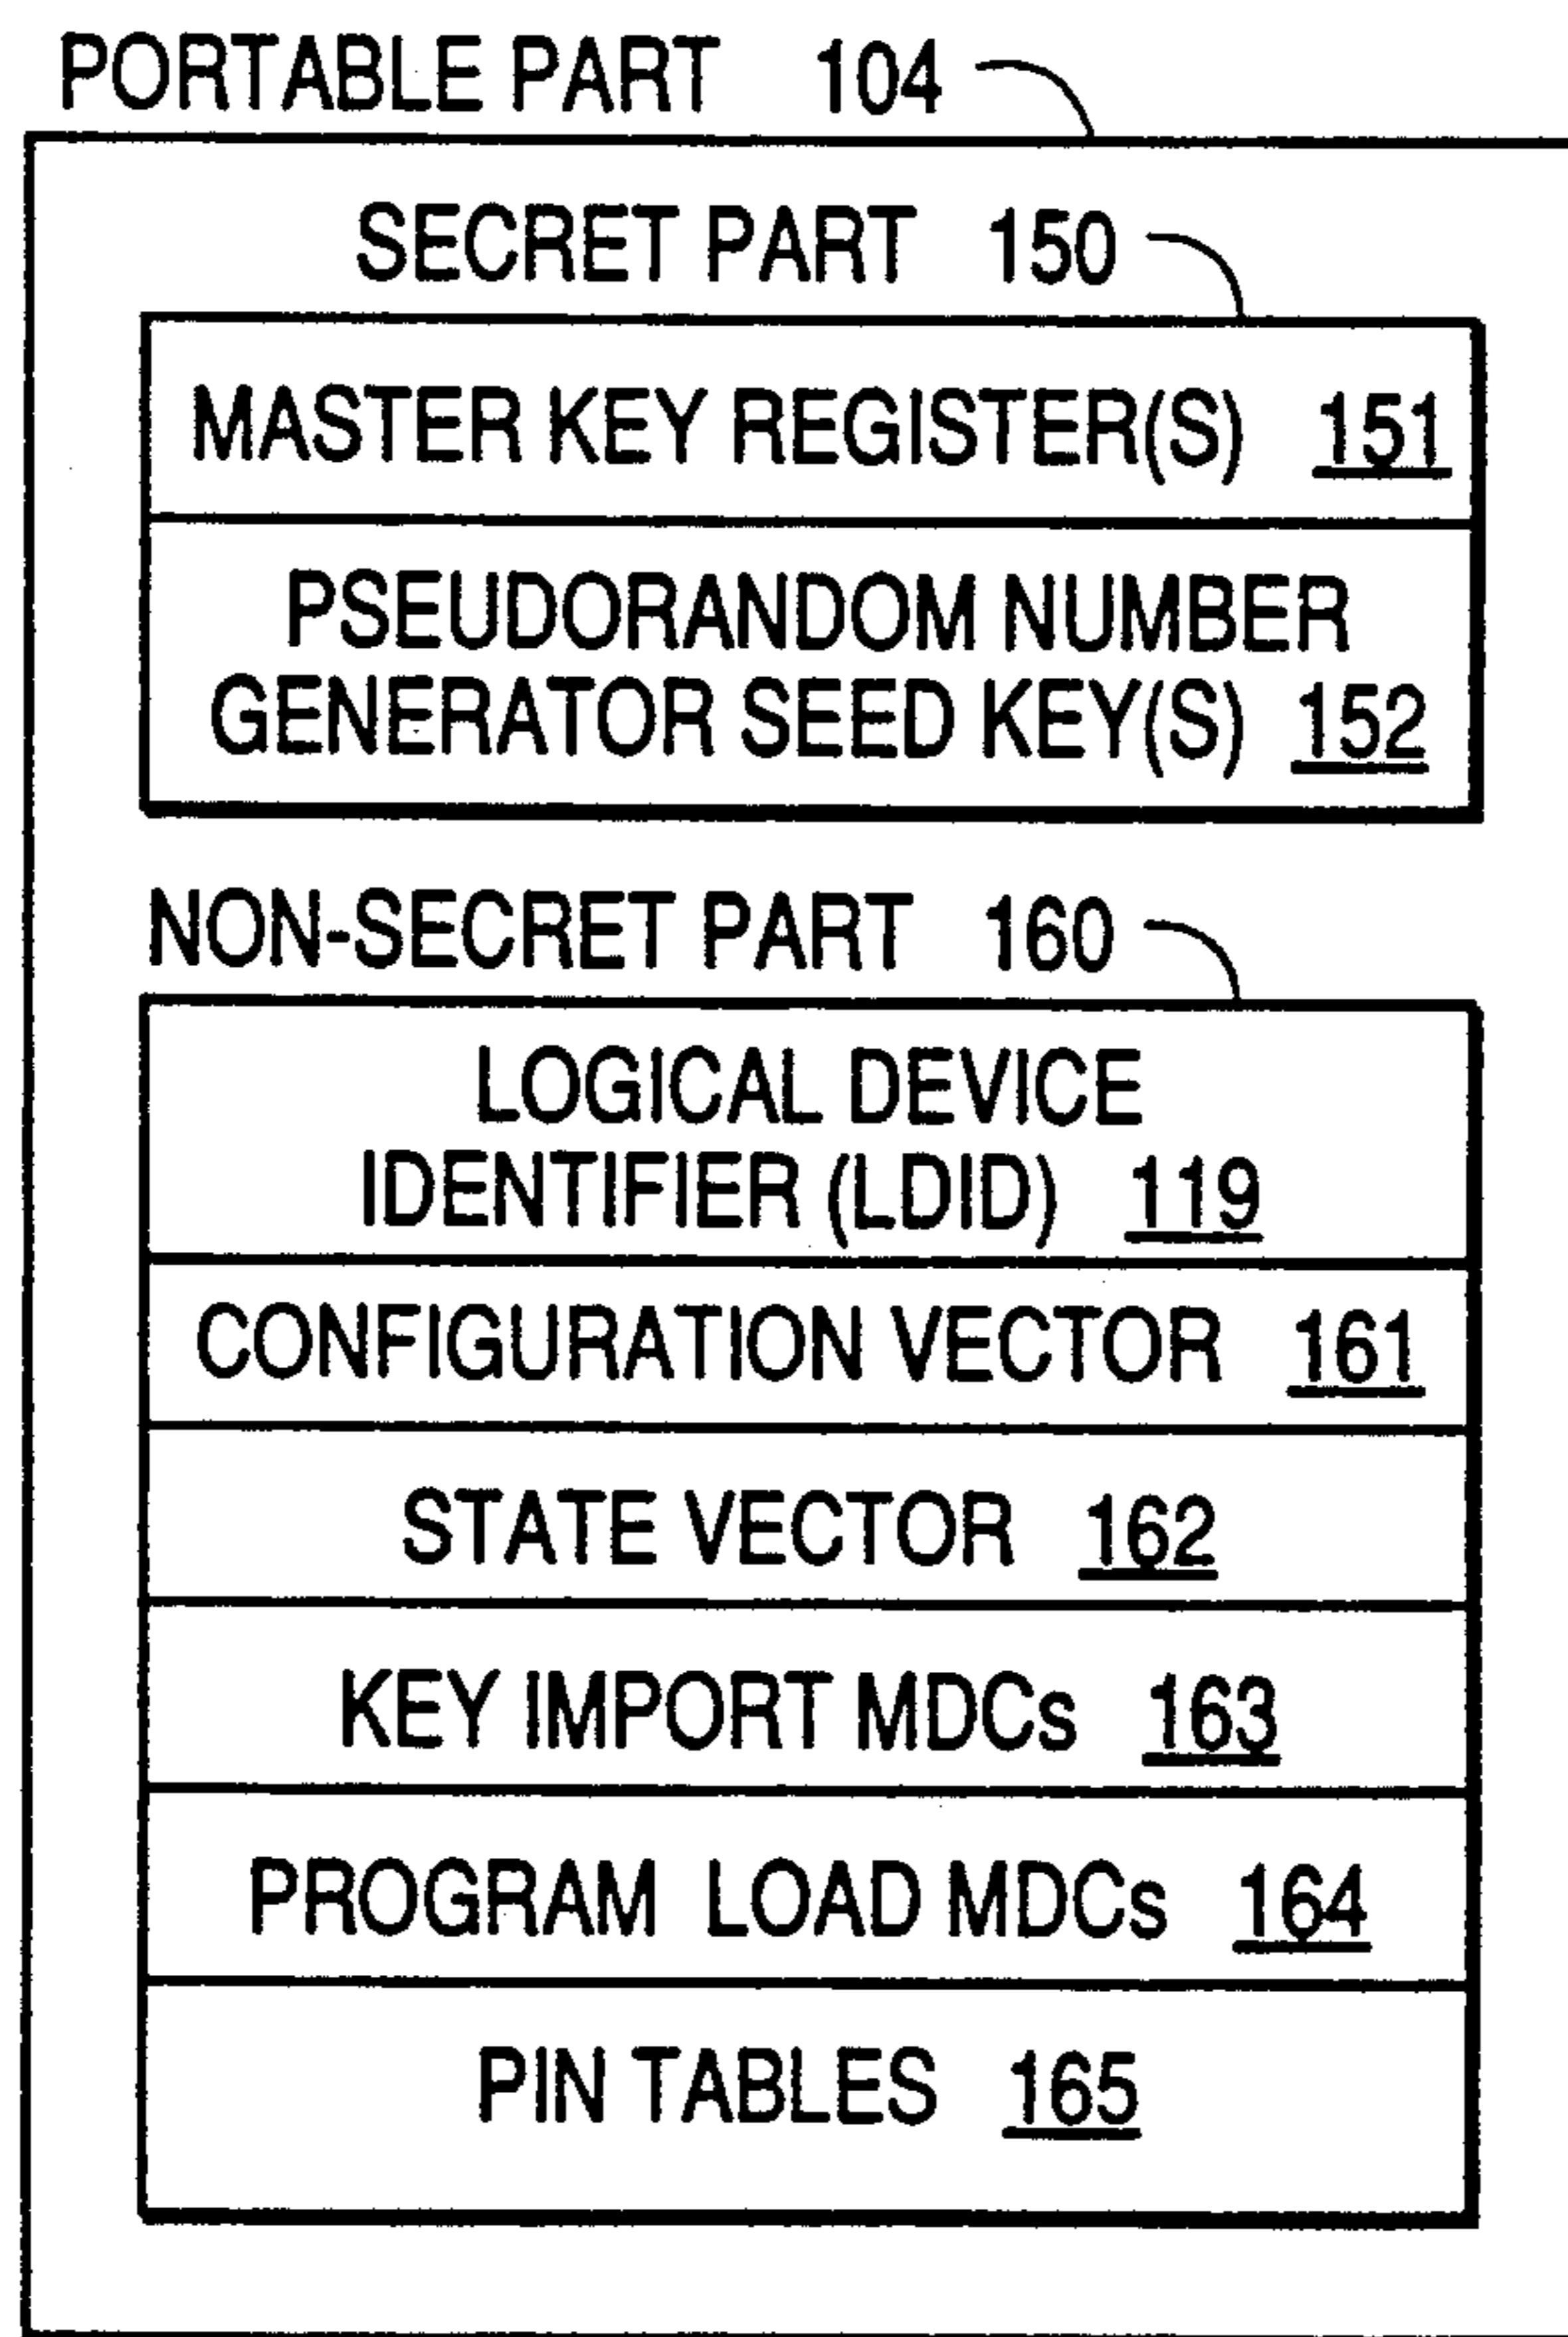 PORTABLE PART 104
SECRET PART 150
MASTER KEY REGISTER(S) 151
PSEUDORANDOM NUMBER
GENERATOR SEED KEY(S) 152
NON-SECRET PART 160
LOGICAL DEVICE
IDENTIFIER (LDID) 119
CONFIGURATION VECTOR 161
STATE VECTOR 162
KEY IMPORT MDCs 163
PROGRAM LOAD MDCs 164
PIN TABLES 165